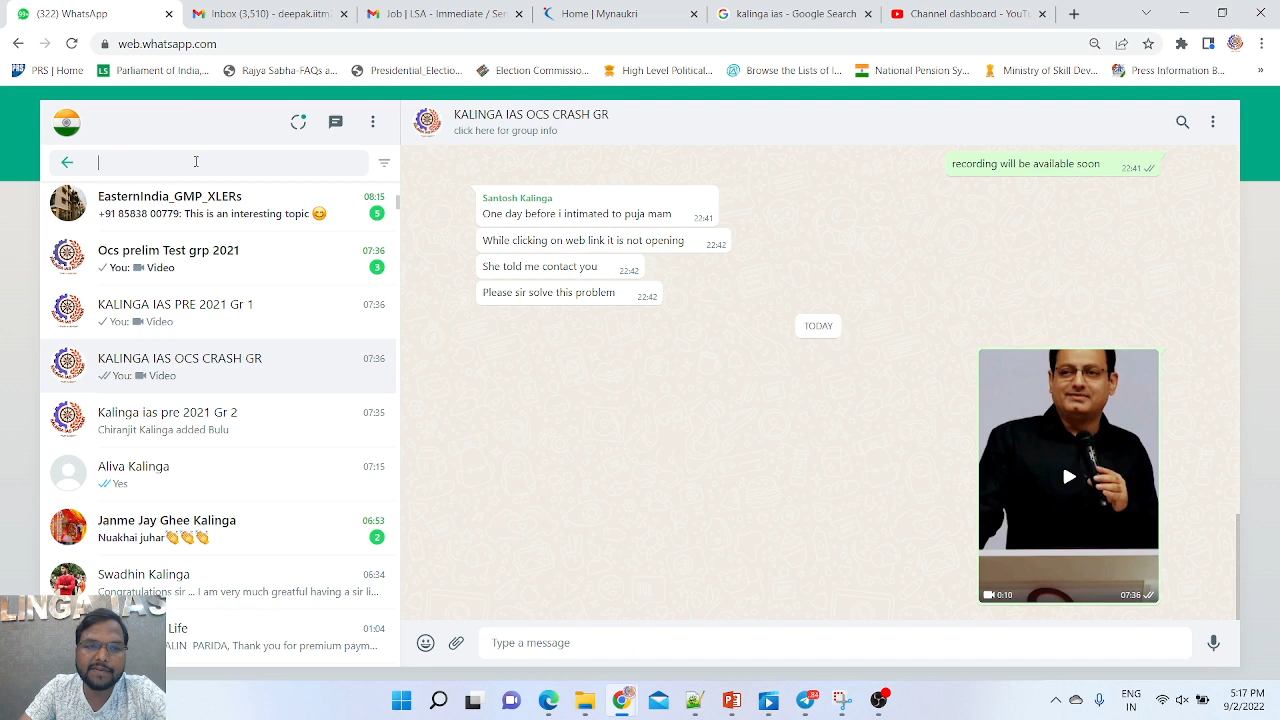 (322) WhatsApp
Inbox (3,510) - deepak.itm
Job | LSA - Institute / Ser
Home | Mynaukri
kalinga ias - Google Search
Channel dashboard - YouTu
web.whatsapp.com
PRS | Home
Parliament of India,...
Rajya Sabha-FAQs a...
Presidential_Electio...
Election Commissio...
High Level Political...
Browse the Lists of I...
National Pension Sy...
Ministry of Skill Dev...
Press Information B...
»
KALINGA IAS OCS CRASH GR
click here for group info
EasternIndia_GMP_XLERs
08:15
+91 85838 00779: This is an interesting topic 😊
5
Ocs prelim Test grp 2021
07:36
You: Video
3
KALINGA IAS PRE 2021 Gr 1
07:36
You: Video
KALINGA IAS OCS CRASH GR
07:36
You: Video
Kalinga ias pre 2021 Gr 2
07:35
Chiranjit Kalinga added Bulu
Aliva Kalinga
07:15
Yes
Janme Jay Ghee Kalinga
06:53
Nuakhai juhar👏👏👏
2
Swadhin Kalinga
06:34
Congratulations sir ... I am very much greatful having a sir li...
Life
01:04
ALIN PARIDA, Thank you for premium paym...
recording will be available soon
22:41
Santosh Kalinga
One day before i intimated to puja mam
22:41
While clicking on web link it is not opening
22:42
She told me contact you
22:42
Please sir solve this problem
22:42
TODAY
0:10
07:36
Type a message
LINGA IAS
ENG
IN
5:17 PM
9/2/2022